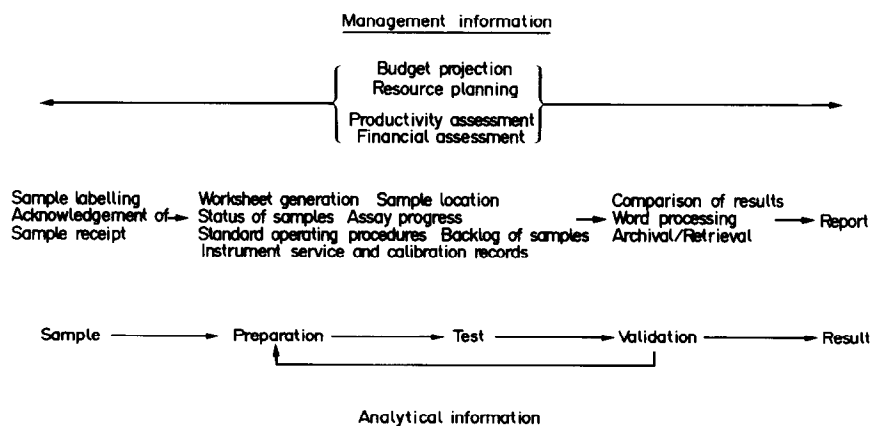 Management information
Budget projection
Resource planning
Productivity assessment
Financial assessment
Sample labelling
Acknowledgement of
Sample receipt
Worksheet generation Sample location
Status of samples Assay progress
Standard operating procedures Backlog of samples
Instrument service and calibration records
Comparison of results
Word processing
Archival/Retrieval
Report
Sample
Preparation
Test
Validation
Result
Analytical information